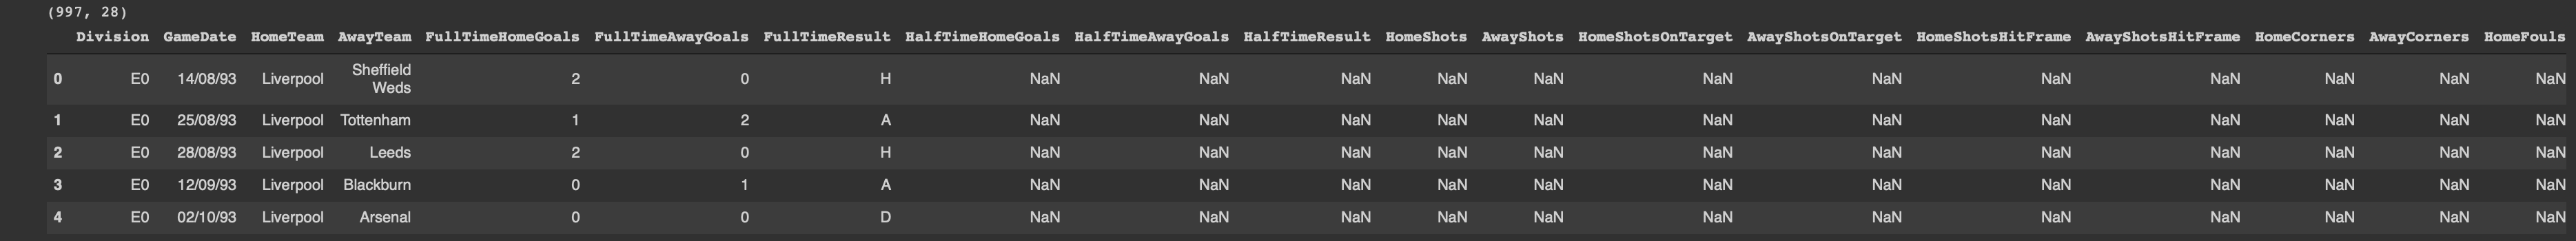 (997, 28)
Division GameDate HomeTeam AwayTeam FullTimeHomeGoals FullTimeAwayGoals FullTimeResult HalfTimeHomeGoals HalfTimeAwayGoals HalfTimeResult HomeShots AwayShots HomeShotsOnTarget AwayShotsOnTarget HomeShotsHitFrame AwayShotsHitFrame HomeCorners AwayCorners HomeFouls
0 E0 14/08/93 Liverpool Sheffield Weds 2 0 H NaN NaN NaN NaN NaN NaN NaN NaN NaN NaN NaN NaN
1 E0 25/08/93 Liverpool Tottenham 1 2 A NaN NaN NaN NaN NaN NaN NaN NaN NaN NaN NaN NaN
2 E0 28/08/93 Liverpool Leeds 2 0 H NaN NaN NaN NaN NaN NaN NaN NaN NaN NaN NaN NaN
3 E0 12/09/93 Liverpool Blackburn 0 1 A NaN NaN NaN NaN NaN NaN NaN NaN NaN NaN NaN NaN
4 E0 02/10/93 Liverpool Arsenal 0 0 D NaN NaN NaN NaN NaN NaN NaN NaN NaN NaN NaN NaN